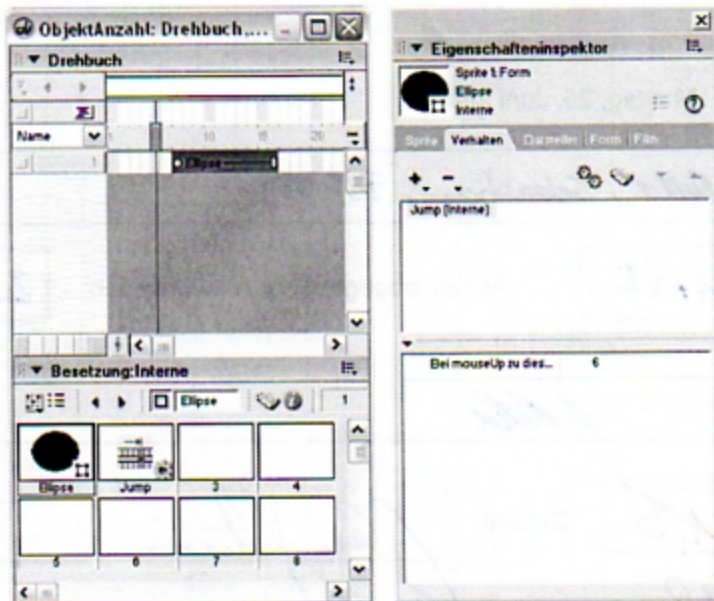 ObjektAnzahl: Drehbuch,...
Drehbuch
Name
5 10 15 20
1 Ellipse
Besetzung:Interne
Ellipse 1
Ellipse Jump 3 4
5 6 7 8
Eigenschafteninspektor
Sprite 1: Form
Ellipse
Interne
Sprite Verhalten Darsteller Form Film
Jump (Interne)
Bei mouseUp zu dies... 6